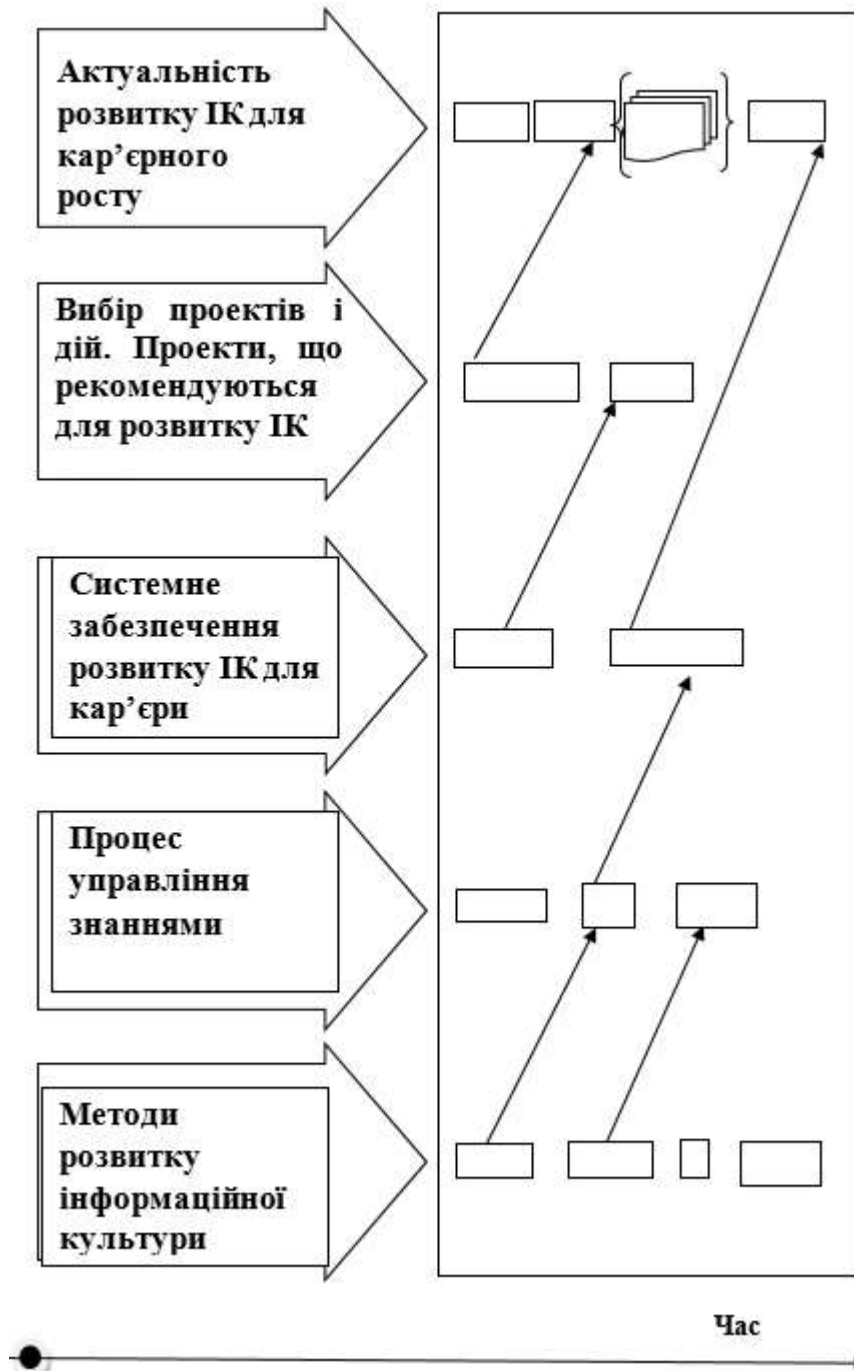 Актуальність
розвитку ІК для
кар’єрного
росту
Вибір проектів і
дій. Проекти, що
рекомендуються
для розвитку ІК
Системне
забезпечення
розвитку ІК для
кар’єри
Процес
управління
знаннями
Методи
розвитку
інформаційної
культури
Час